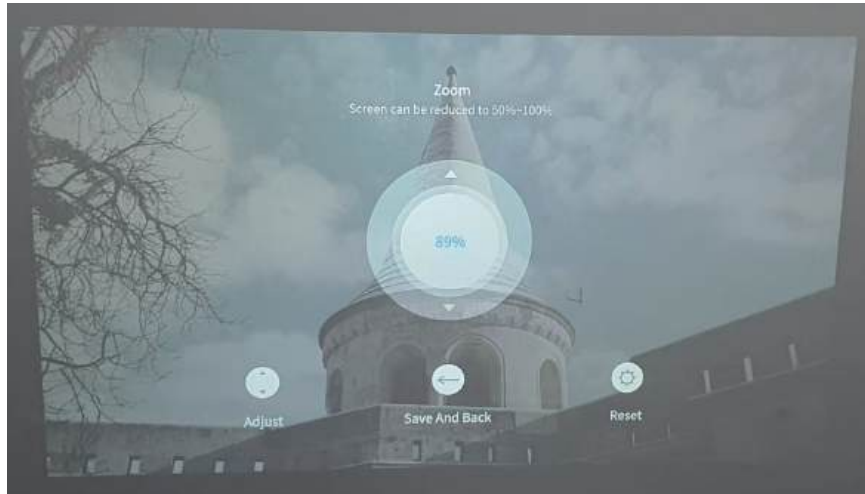 Zoom
Screen can be reduced to 50%~100%
89%
Adjust
Save And Back
Reset